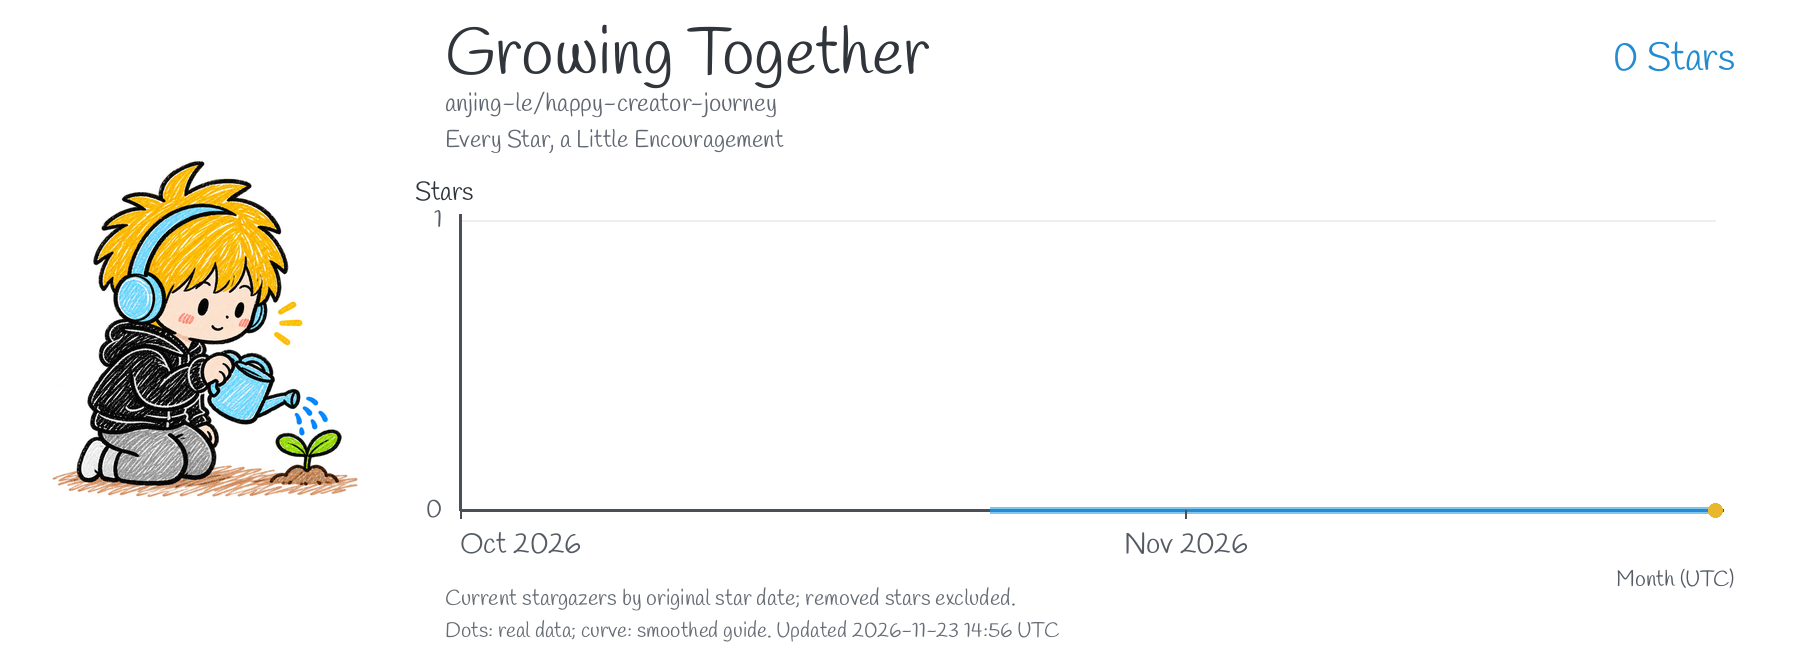 Growing Together
0 Stars
anjing-le/happy-creator-journey
Every Star, a Little Encouragement
Stars
1
0
Oct 2026
Nov 2026
Month (UTC)
Current stargazers by original star date; removed stars excluded.
Dots: real data; curve: smoothed guide. Updated 2026-11-23 14:56 UTC